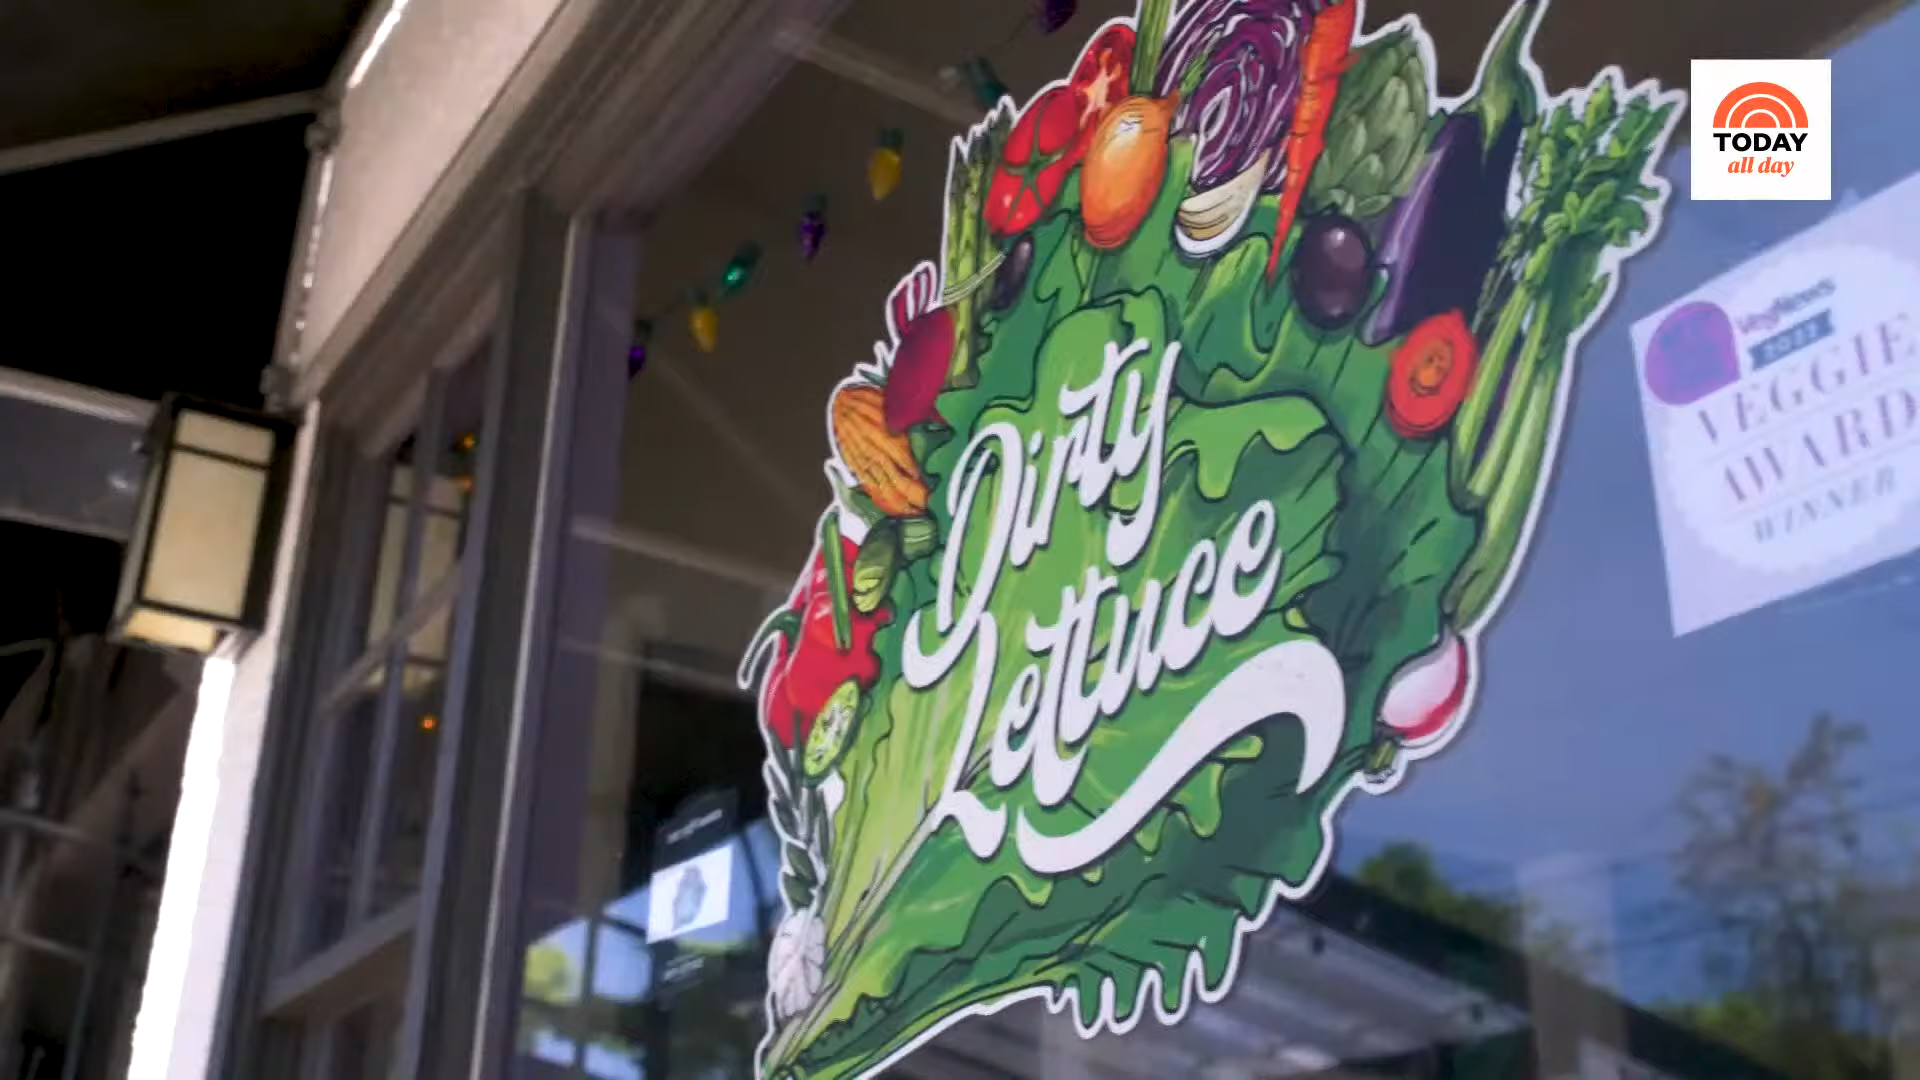 TODAY
all day
Dirty
Lettuce
VegNews
2022
VEGGIE
AWARD
WINNER